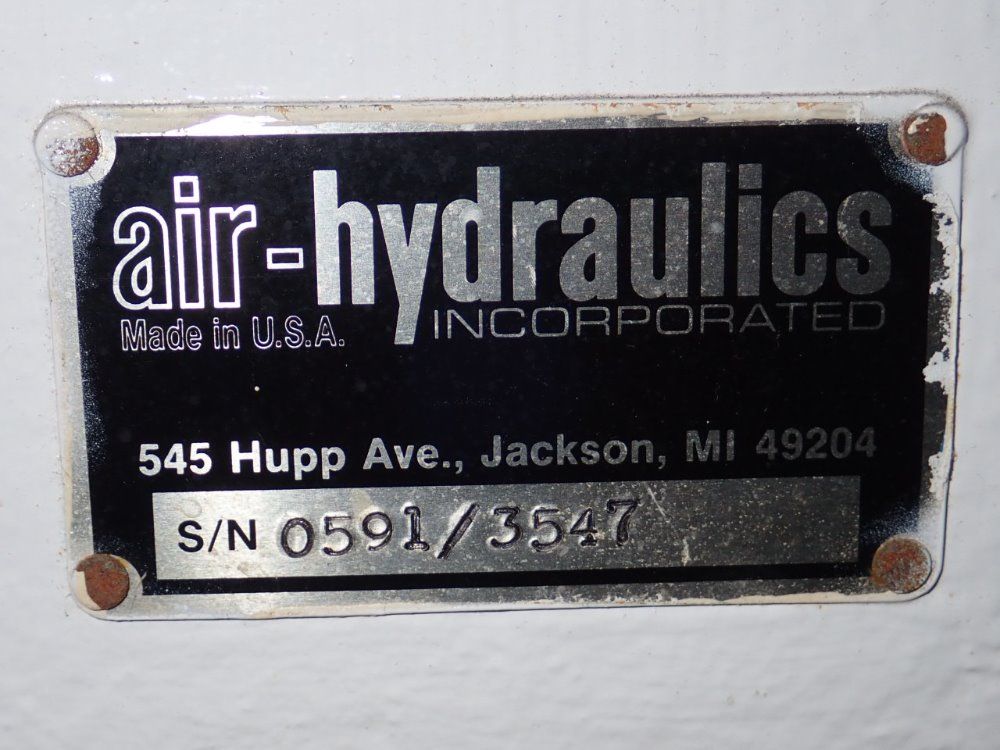 air-hydraulics
Made in U.S.A. INCORPORATED
545 Hupp Ave., Jackson, MI 49204
S/N 0591/3547